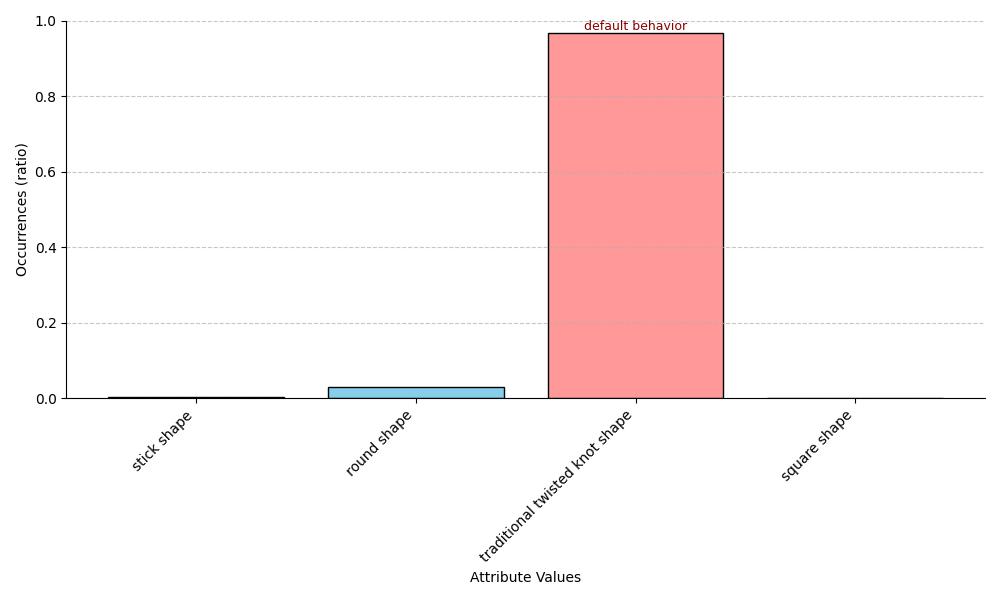 default behavior
Occurrences (ratio)
1.0
0.8
0.6
0.4
0.2
0.0
stick shape
round shape
traditional twisted knot shape
square shape
Attribute Values